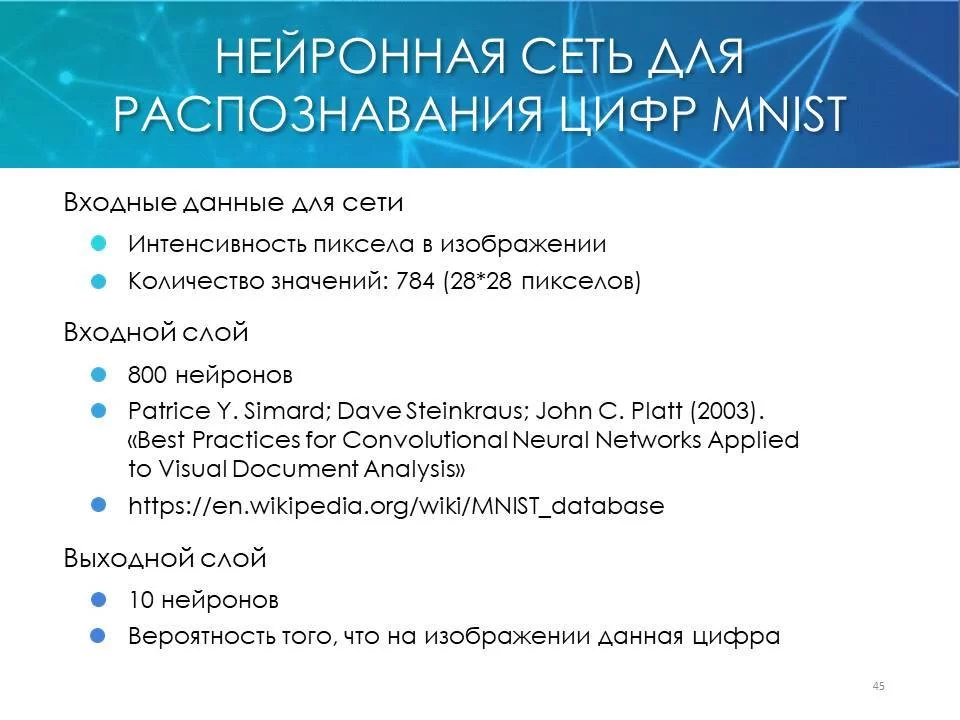 НЕЙРОННАЯ СЕТЬ ДЛЯ
РАСПОЗНАВАНИЯ ЦИФР MNIST
Входные данные для сети
Интенсивность пиксела в изображении
Количество значений: 784 (28*28 пикселов)
Входной слой
800 нейронов
Patrice Y. Simard; Dave Steinkraus; John C. Platt (2003).
«Best Practices for Convolutional Neural Networks Applied
to Visual Document Analysis»
https://en.wikipedia.org/wiki/MNIST_database
Выходной слой
10 нейронов
Вероятность того, что на изображении данная цифра
45